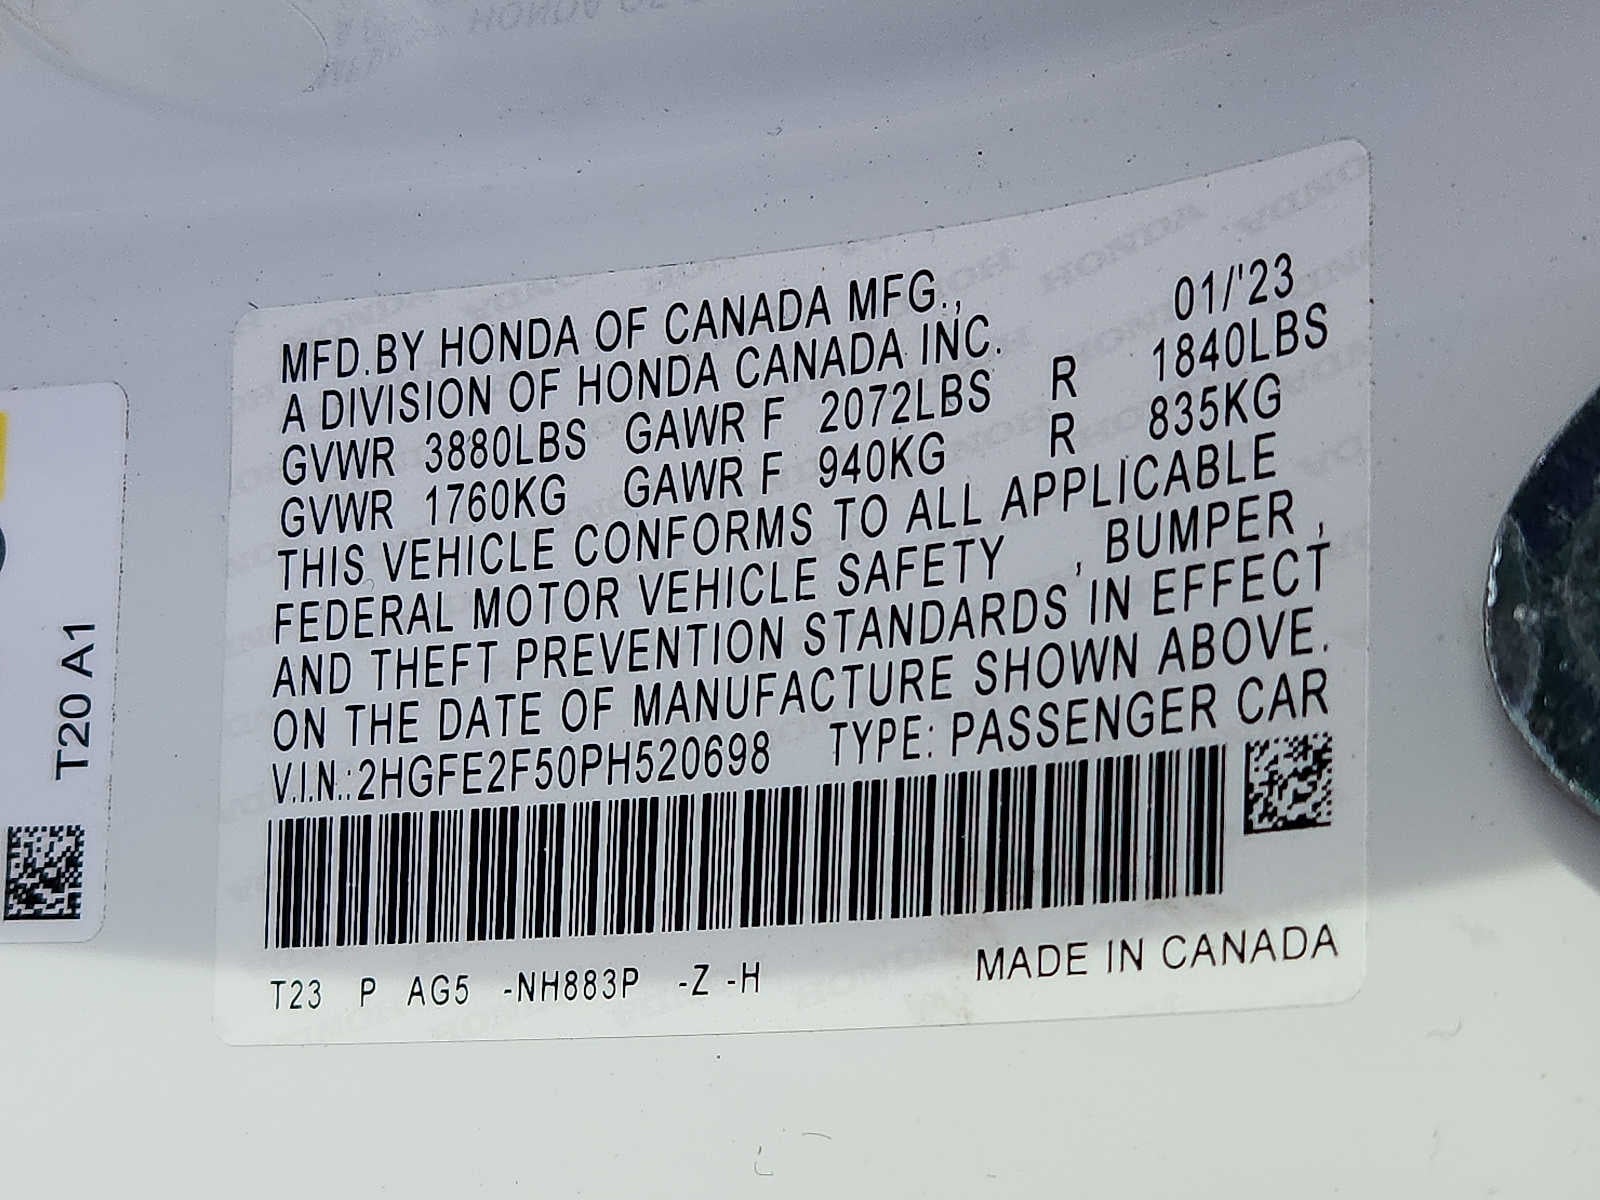 MFD.BY HONDA OF CANADA MFG., 01/'23
A DIVISION OF HONDA CANADA INC.
GVWR 3880LBS GAWR F 2072LBS R 1840LBS
GVWR 1760KG GAWR F 940KG R 835KG
THIS VEHICLE CONFORMS TO ALL APPLICABLE
FEDERAL MOTOR VEHICLE SAFETY , BUMPER ,
AND THEFT PREVENTION STANDARDS IN EFFECT
ON THE DATE OF MANUFACTURE SHOWN ABOVE.
V.I.N.:2HGFE2F50PH520698 TYPE: PASSENGER CAR
T23 P AG5 -NH883P -Z -H MADE IN CANADA
T20 A1